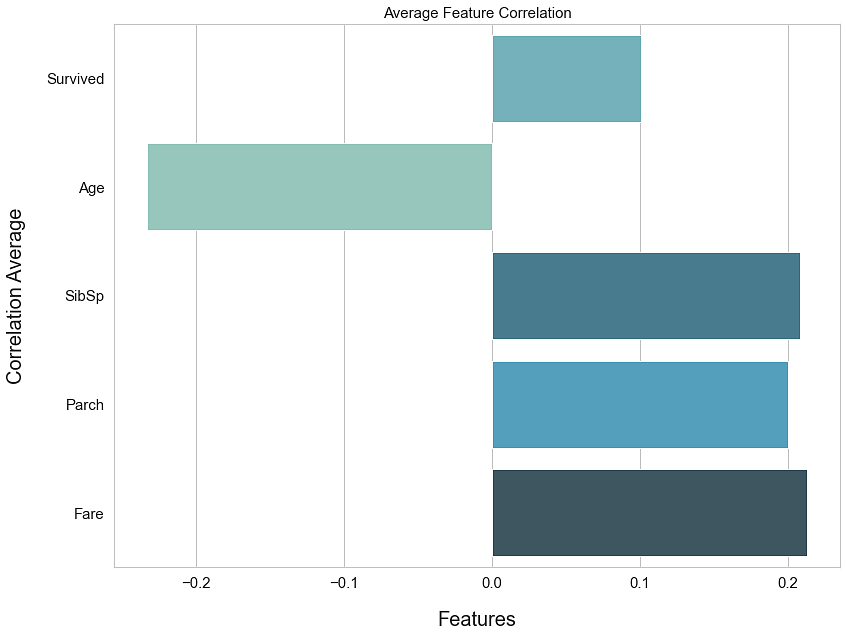 Average Feature Correlation
Survived
Age
SibSp
Parch
Fare
Correlation Average
−0.2
−0.1
0.0
0.1
0.2
Features